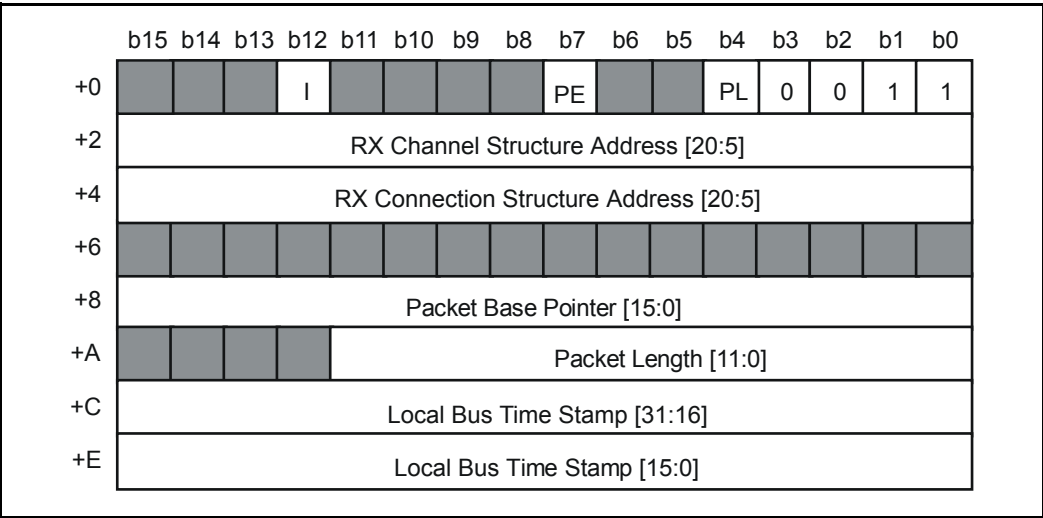 b15 b14 b13 b12 b11 b10 b9 b8 b7 b6 b5 b4 b3 b2 b1 b0
+0 I PE PL 0 0 1 1
+2 RX Channel Structure Address [20:5]
+4 RX Connection Structure Address [20:5]
+6
+8 Packet Base Pointer [15:0]
+A Packet Length [11:0]
+C Local Bus Time Stamp [31:16]
+E Local Bus Time Stamp [15:0]